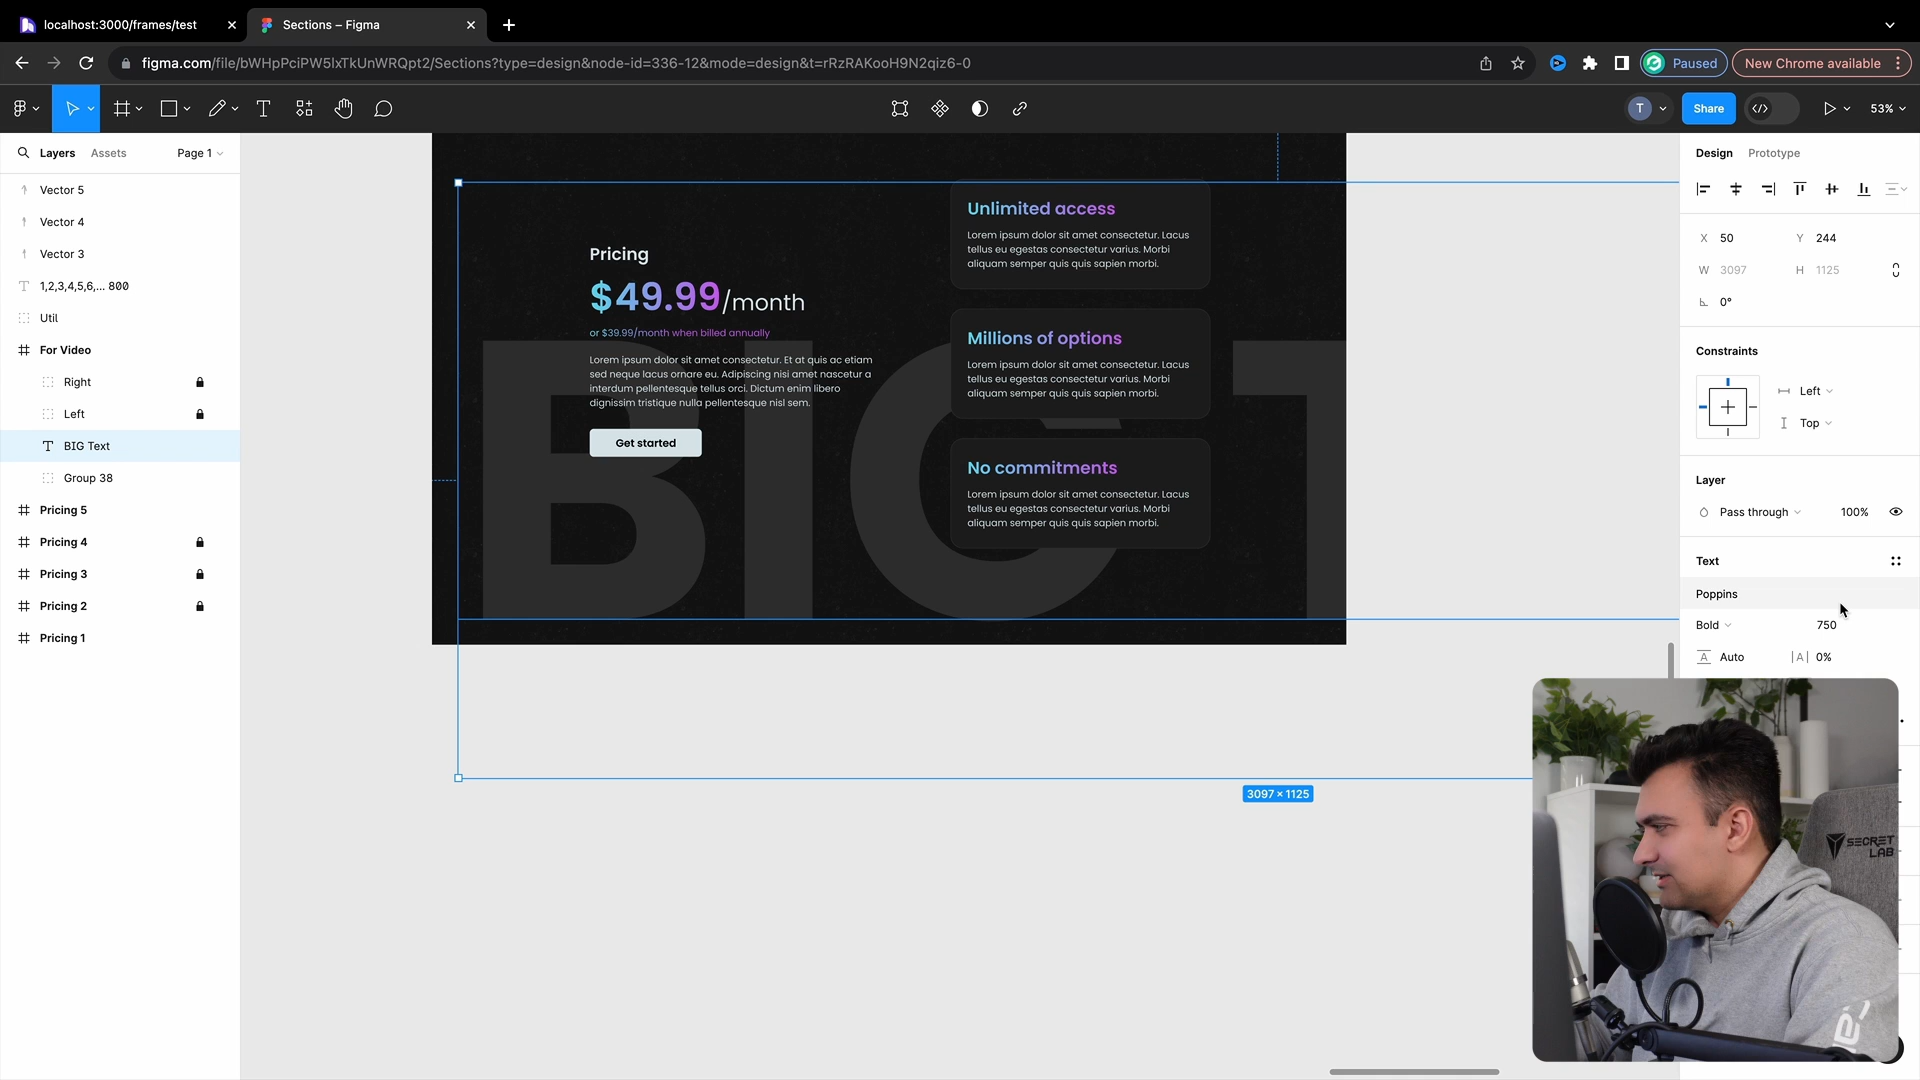 localhost:3000/frames/test
Sections – Figma
figma.com/file/bWHpPciPW5lxTkUnWRQpt2/Sections?type=design&node-id=336-12&mode=design&t=rRzRAKooH9N2qiz6-0
Paused
New Chrome available
T
Share
53%
Layers
Assets
Page 1
Vector 5
Vector 4
Vector 3
1,2,3,4,5,6,... 800
Util
For Video
Right
Left
BIG Text
Group 38
Pricing 5
Pricing 4
Pricing 3
Pricing 2
Pricing 1
BIG T
Pricing
$49.99/month
or $39.99/month when billed annually
Lorem ipsum dolor sit amet consectetur. Et at quis ac etiam
sed neque lacus ornare eu. Adipiscing nisi amet nascetur a
interdum pellentesque tellus orci. Dictum enim libero
dignissim tristique nulla pellentesque nisl sem.
Get started
Unlimited access
Lorem ipsum dolor sit amet consectetur. Lacus
tellus eu egestas consectetur varius. Morbi
aliquam semper quis quis sapien morbi.
Millions of options
Lorem ipsum dolor sit amet consectetur. Lacus
tellus eu egestas consectetur varius. Morbi
aliquam semper quis quis sapien morbi.
No commitments
Lorem ipsum dolor sit amet consectetur. Lacus
tellus eu egestas consectetur varius. Morbi
aliquam semper quis quis sapien morbi.
3097 × 1125
Design
Prototype
X 50
Y 244
W 3097
H 1125
0°
Constraints
Left
Top
Layer
Pass through
100%
Text
Poppins
Bold
750
Auto
0%
SECRET
LAB